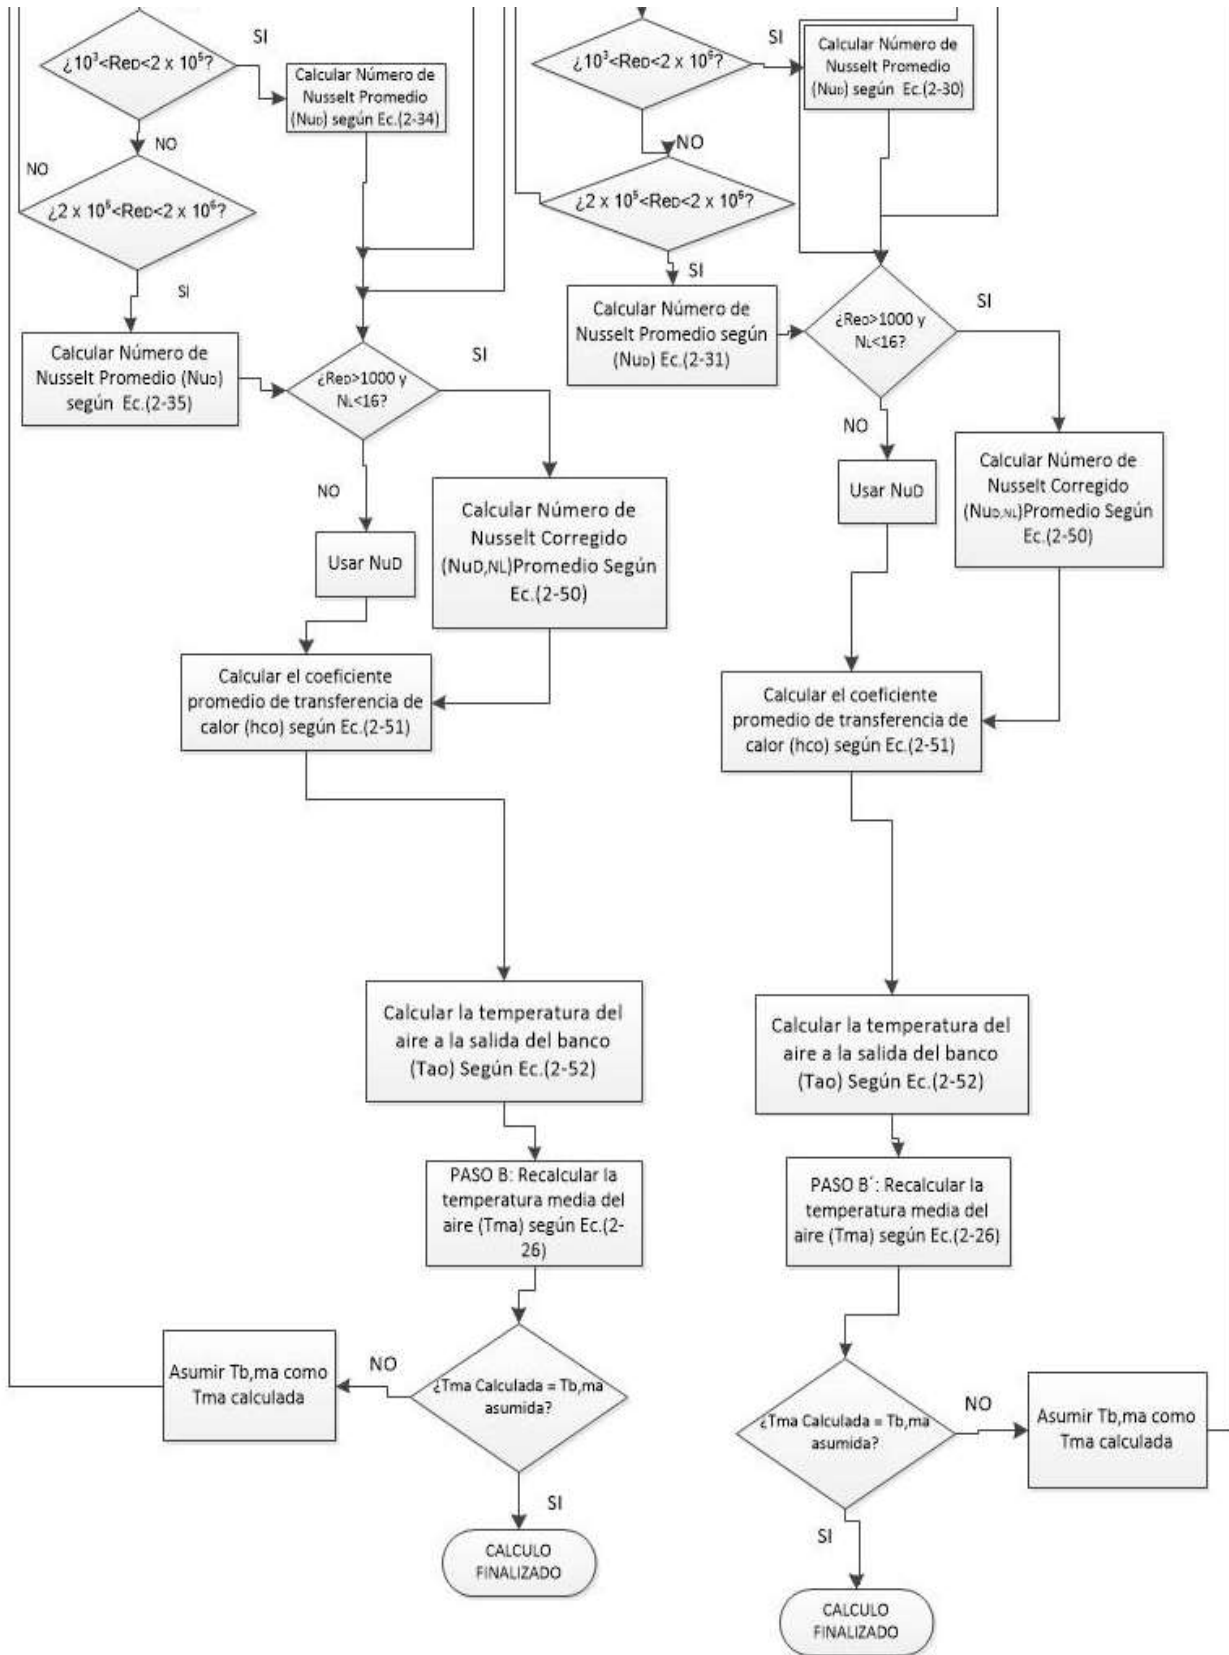 ¿10³<ReD<2 x 10⁵?
SI
Calcular Número de
Nusselt Promedio
(NuD) según Ec.(2-34)
NO
NO
¿2 x 10⁵<ReD<2 x 10⁶?
SI
Calcular Número de
Nusselt Promedio (NuD)
según Ec.(2-35)
¿ReD>1000 y
NL<16?
SI
NO
Usar NuD
Calcular Número de
Nusselt Corregido
(NuD,NL)Promedio Según
Ec.(2-50)
Calcular el coeficiente
promedio de transferencia de
calor (hco) según Ec.(2-51)
Calcular la temperatura del
aire a la salida del banco
(Tao) Según Ec.(2-52)
PASO B: Recalcular la
temperatura media del
aire (Tma) según Ec.(2-
26)
¿Tma Calculada = Tb,ma
asumida?
NO
Asumir Tb,ma como
Tma calculada
SI
CALCULO
FINALIZADO
¿10³<ReD<2 x 10⁵?
SI
Calcular Número de
Nusselt Promedio
(NuD) según Ec.(2-30)
NO
¿2 x 10⁵<ReD<2 x 10⁶?
SI
Calcular Número de
Nusselt Promedio según
(NuD) Ec.(2-31)
¿ReD>1000 y
NL<16?
SI
NO
Usar NuD
Calcular Número de
Nusselt Corregido
(NuD,NL)Promedio Según
Ec.(2-50)
Calcular el coeficiente
promedio de transferencia de
calor (hco) según Ec.(2-51)
Calcular la temperatura del
aire a la salida del banco
(Tao) Según Ec.(2-52)
PASO B´: Recalcular la
temperatura media del
aire (Tma) según Ec.(2-26)
¿Tma Calculada = Tb,ma
asumida?
NO
Asumir Tb,ma como
Tma calculada
SI
CALCULO
FINALIZADO